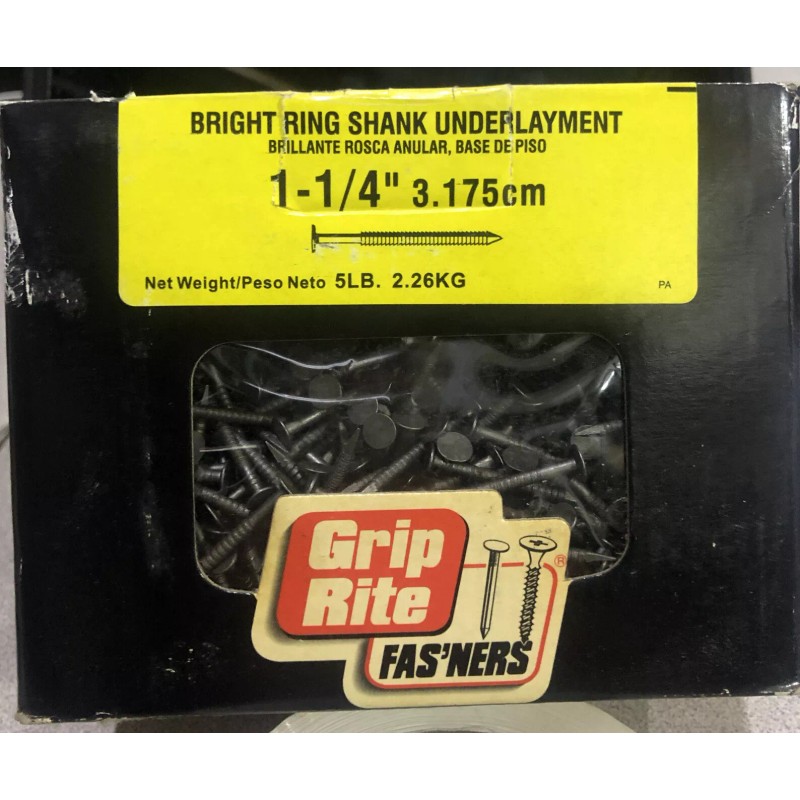 BRIGHT RING SHANK UNDERLAYMENT
BRILLANTE ROSCA ANULAR, BASE DE PISO
1-1/4" 3.175cm
Net Weight/Peso Neto 5LB. 2.26KG
PA
Grip
Rite
®
FAS'NERS